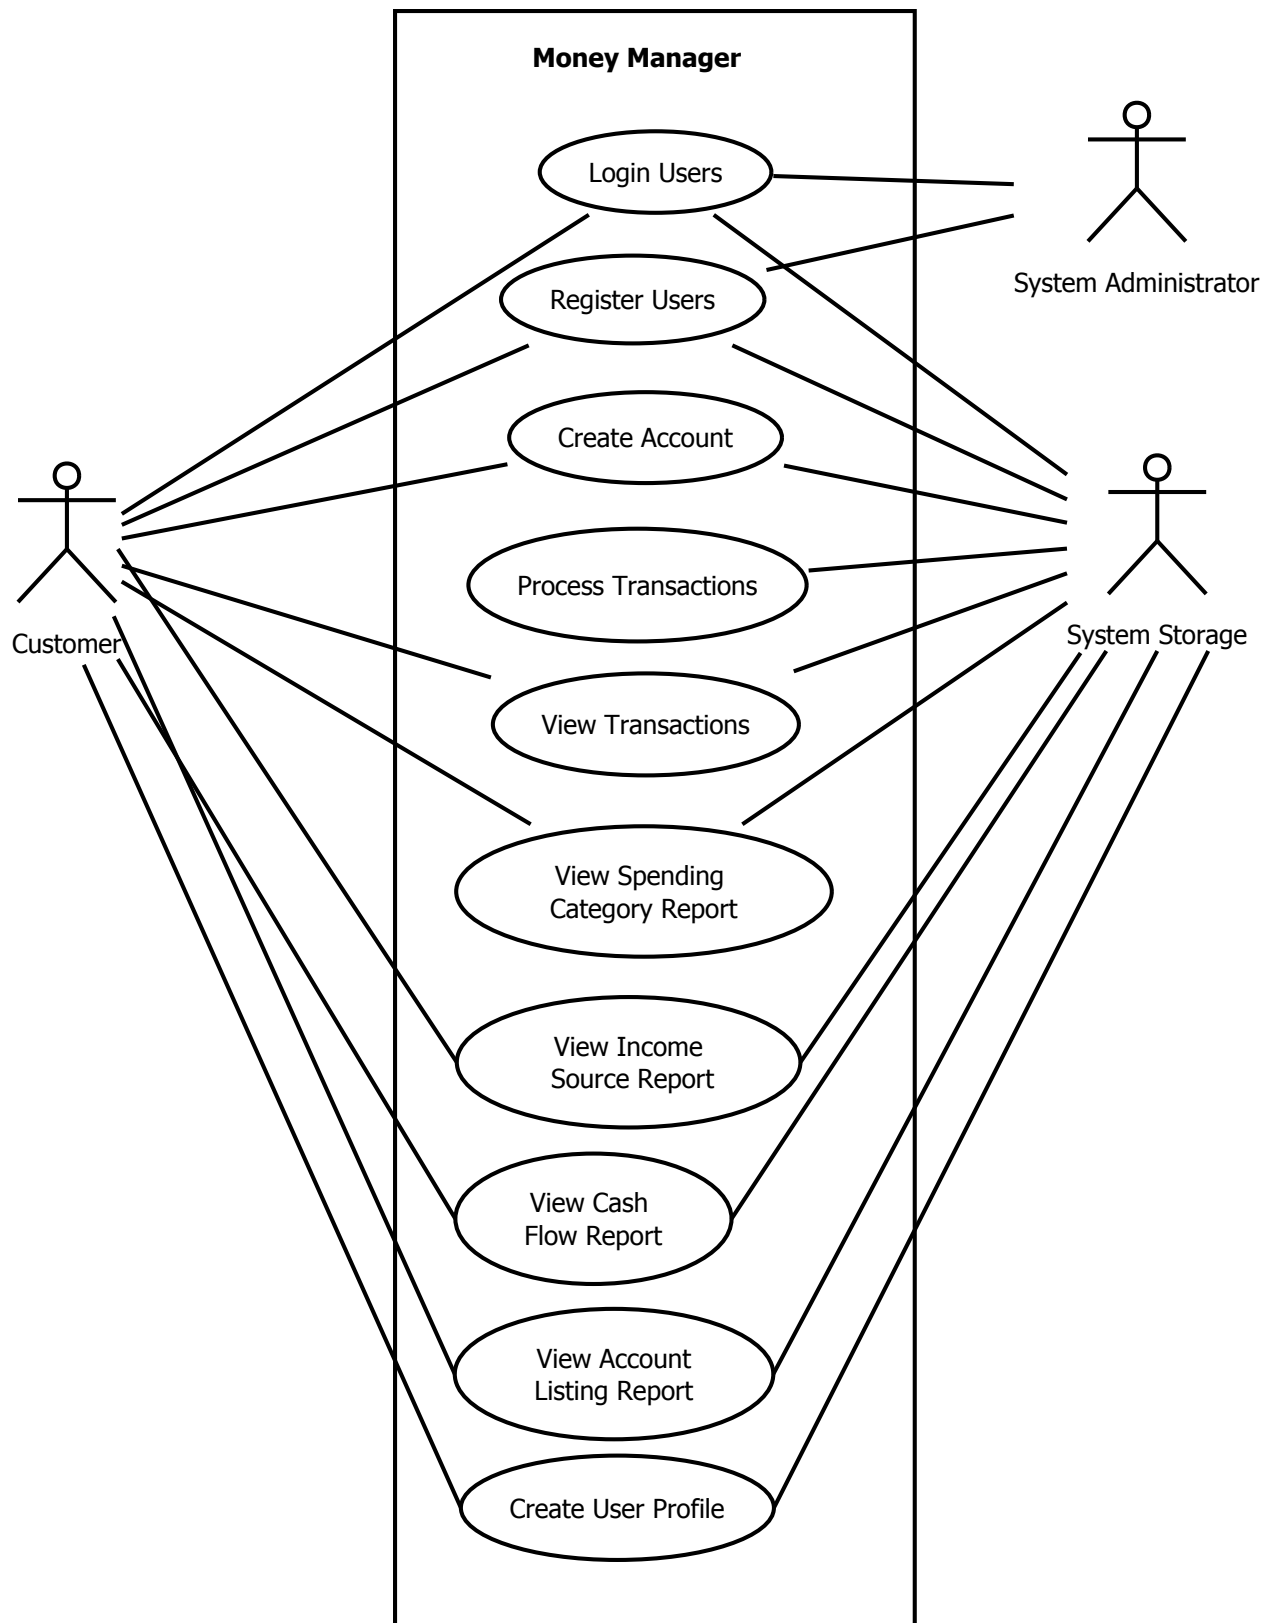 Money Manager
Login Users
System Administrator
Register Users
Create Account
Process Transactions
Customer
System Storage
View Transactions
View Spending
Category Report
View Income
Source Report
View Cash
Flow Report
View Account
Listing Report
Create User Profile